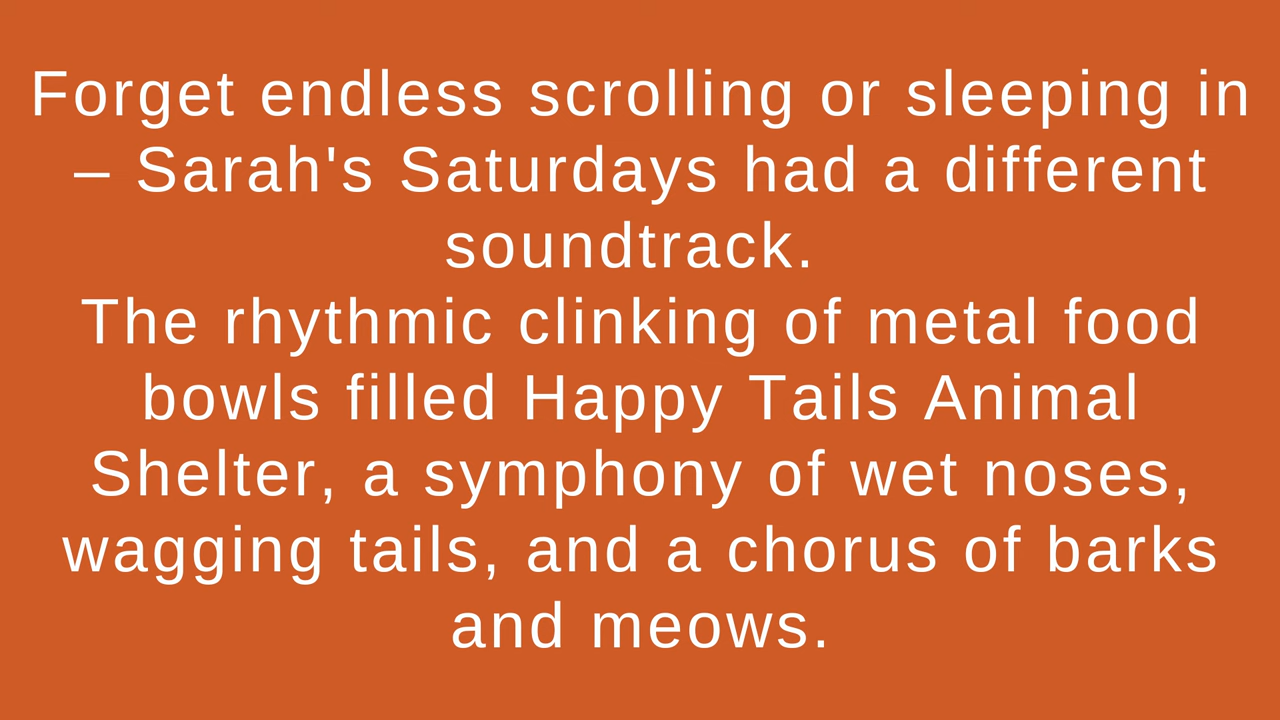 Forget endless scrolling or sleeping in
– Sarah's Saturdays had a different
soundtrack.
The rhythmic clinking of metal food
bowls filled Happy Tails Animal
Shelter, a symphony of wet noses,
wagging tails, and a chorus of barks
and meows.